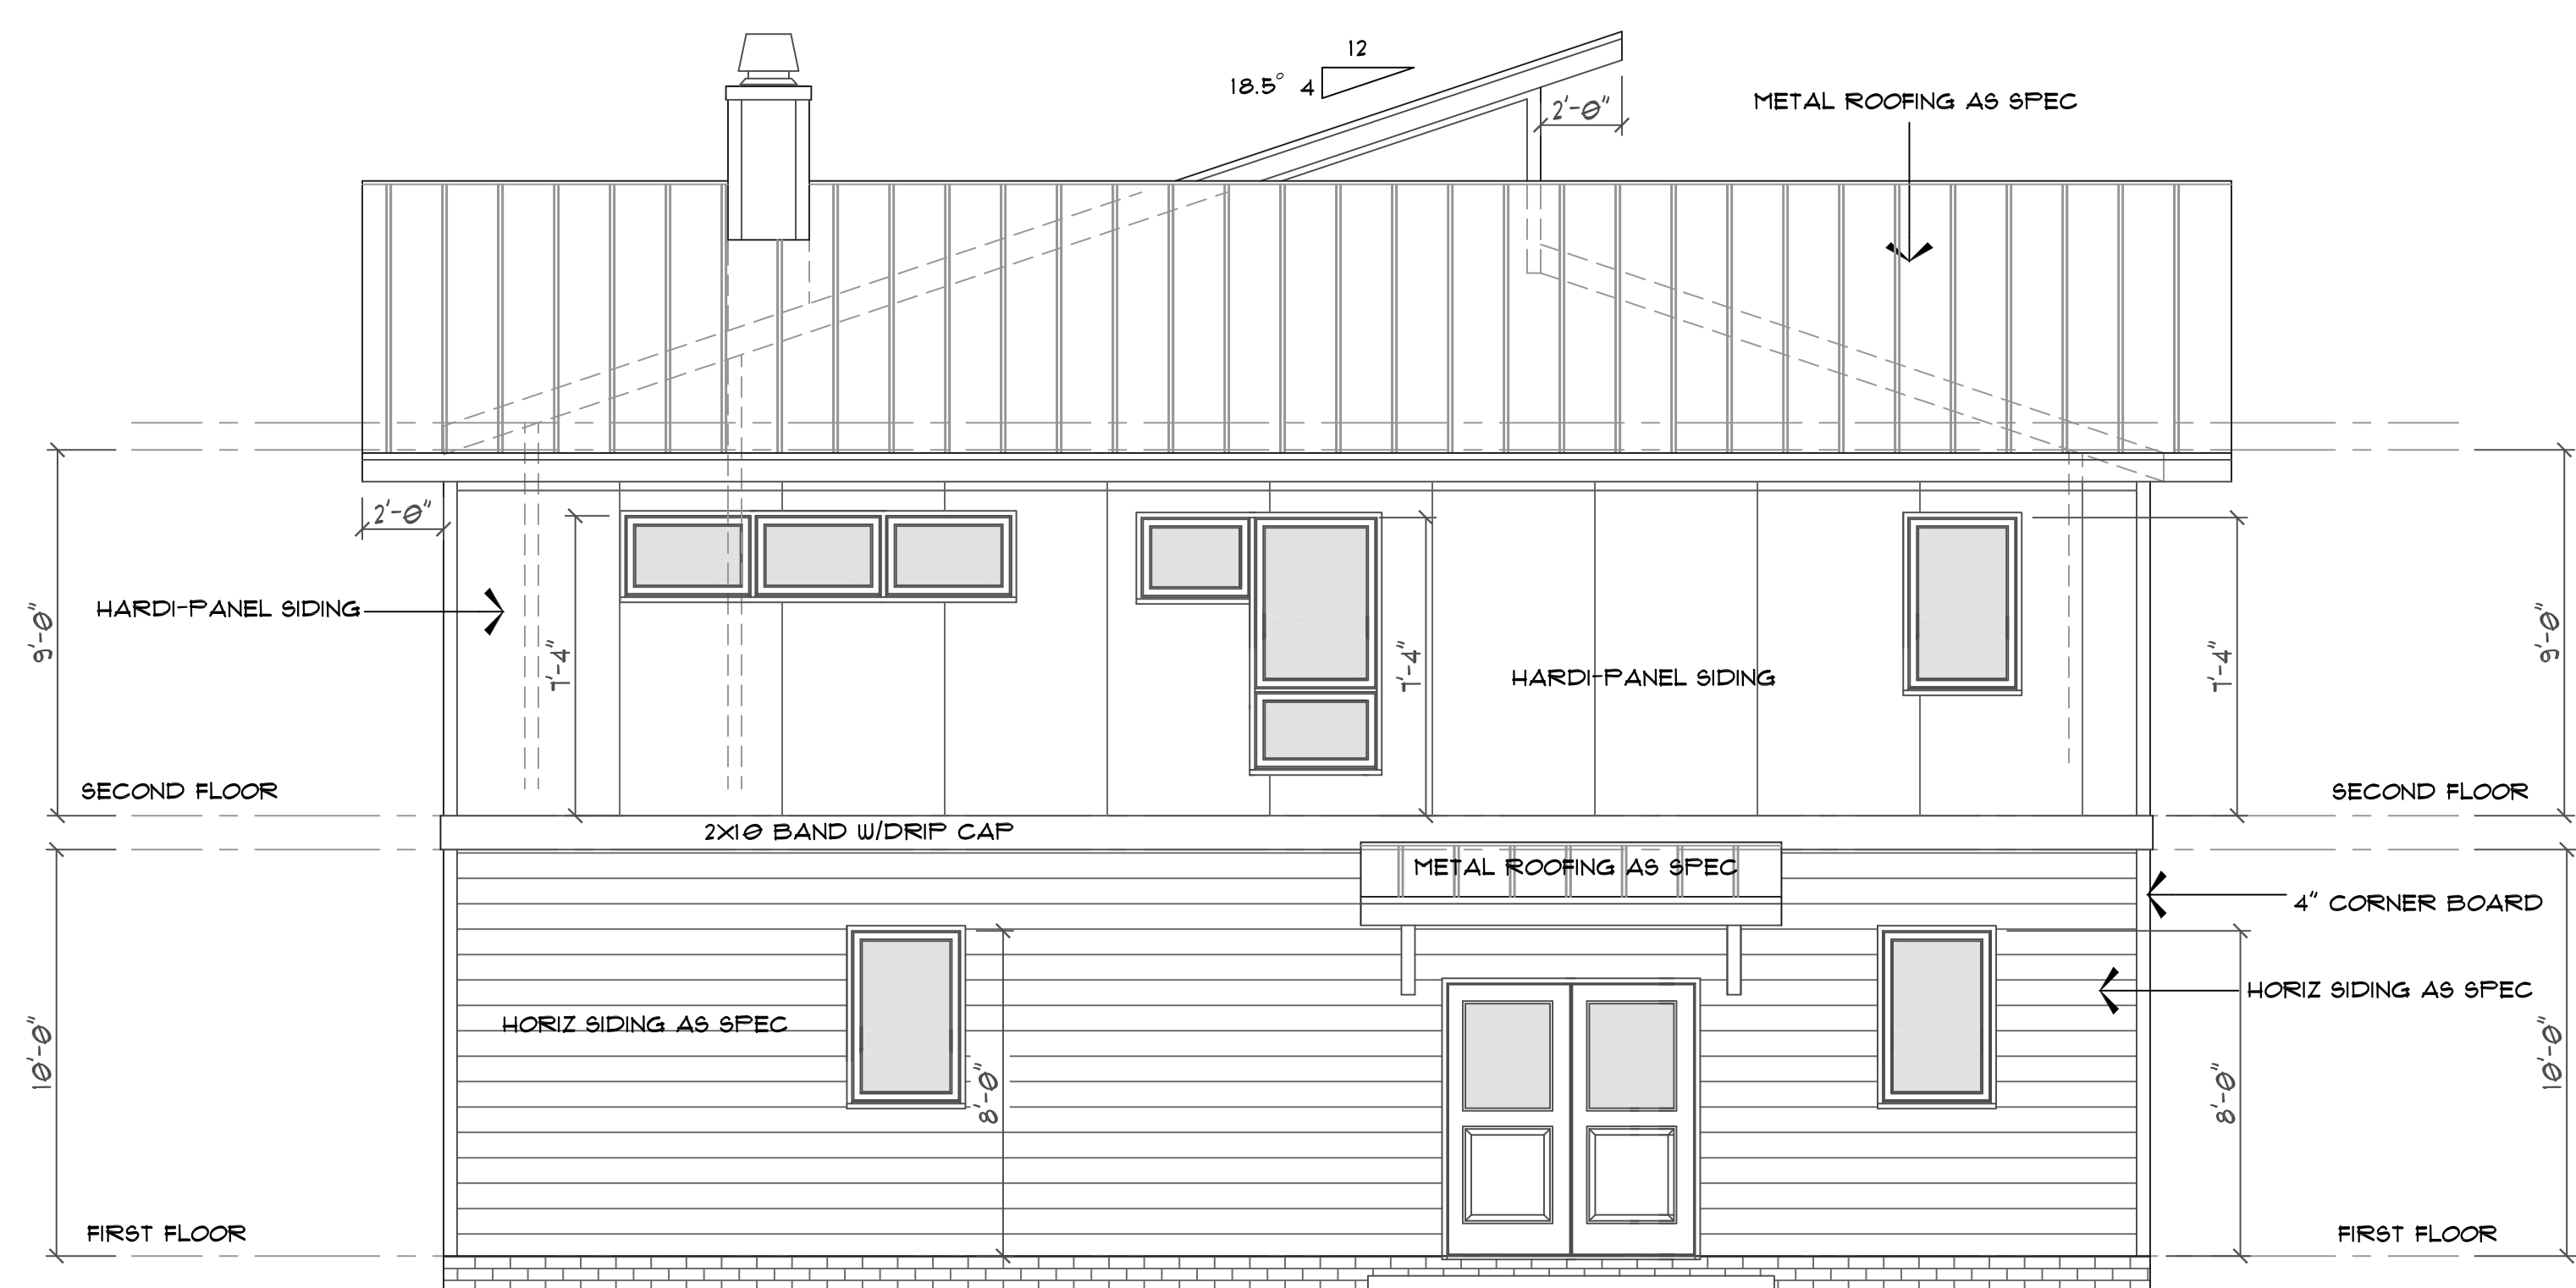 12
18.5° 4
2'-0"
METAL ROOFING AS SPEC
2'-0"
9'-0"
HARDI-PANEL SIDING
7'-4"
7'-4"
HARDI-PANEL SIDING
7'-4"
9'-0"
SECOND FLOOR
SECOND FLOOR
2X10 BAND W/DRIP CAP
METAL ROOFING AS SPEC
4" CORNER BOARD
HORIZ SIDING AS SPEC
HORIZ SIDING AS SPEC
10'-0"
8'-0"
8'-0"
10'-0"
FIRST FLOOR
FIRST FLOOR